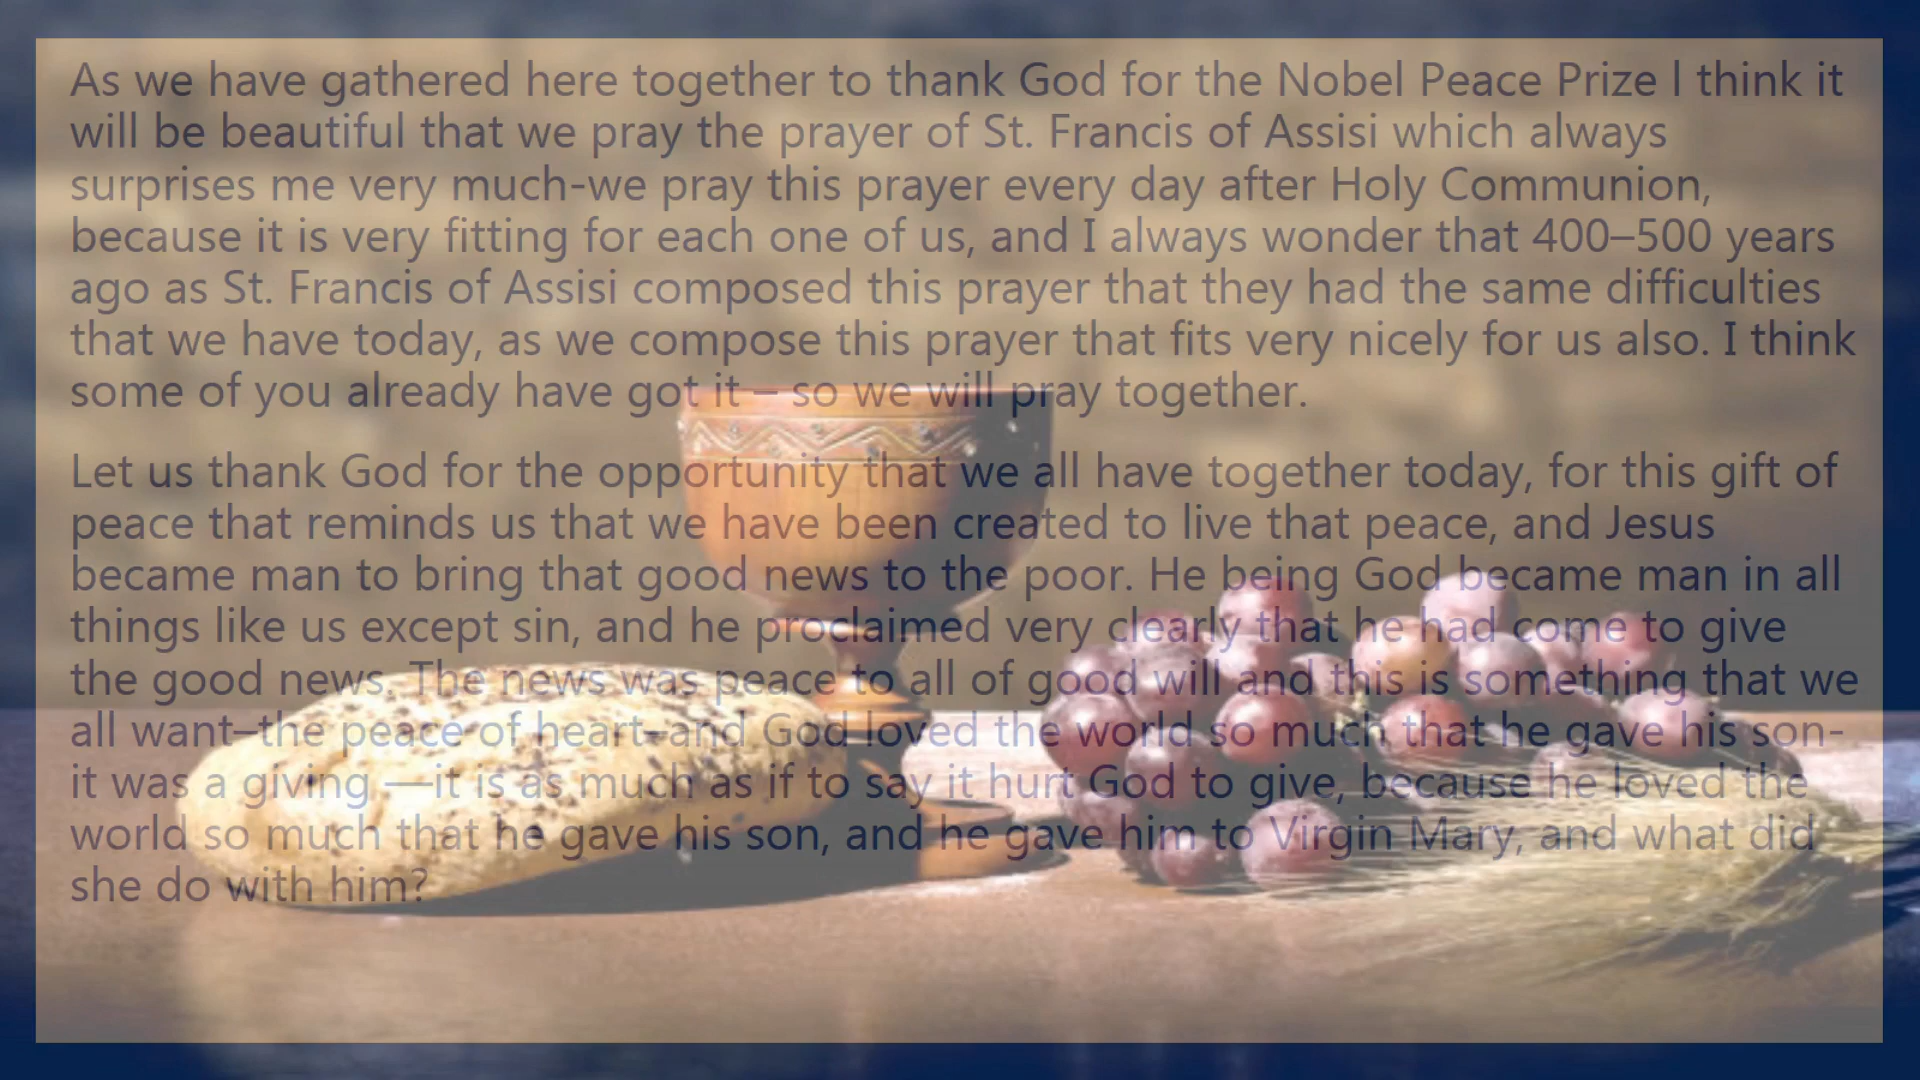 As we have gathered here together to thank God for the Nobel Peace Prize I think it
will be beautiful that we pray the prayer of St. Francis of Assisi which always
surprises me very much-we pray this prayer every day after Holy Communion,
because it is very fitting for each one of us, and I always wonder that 400–500 years
ago as St. Francis of Assisi composed this prayer that they had the same difficulties
that we have today, as we compose this prayer that fits very nicely for us also. I think
some of you already have got it – so we will pray together.
Let us thank God for the opportunity that we all have together today, for this gift of
peace that reminds us that we have been created to live that peace, and Jesus
became man to bring that good news to the poor. He being God became man in all
things like us except sin, and he proclaimed very clearly that he had come to give
the good news. The news was peace to all of good will and this is something that we
all want–the peace of heart–and God loved the world so much that he gave his son-
it was a giving —it is as much as if to say it hurt God to give, because he loved the
world so much that he gave his son, and he gave him to Virgin Mary, and what did
she do with him?